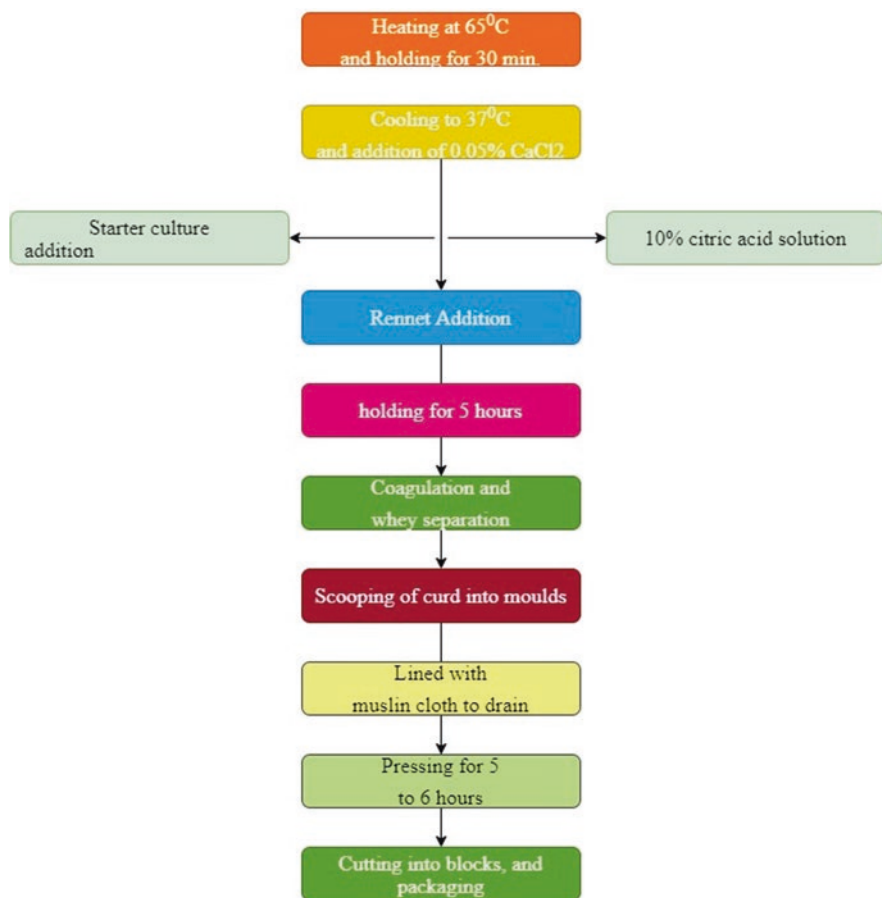 Heating at 65⁰C
and holding for 30 min.
Cooling to 37⁰C
and addition of 0.05% CaCl2
Starter culture
addition
10% citric acid solution
Rennet Addition
holding for 5 hours
Coagulation and
whey separation
Scooping of curd into moulds
Lined with
muslin cloth to drain
Pressing for 5
to 6 hours
Cutting into blocks, and
packaging